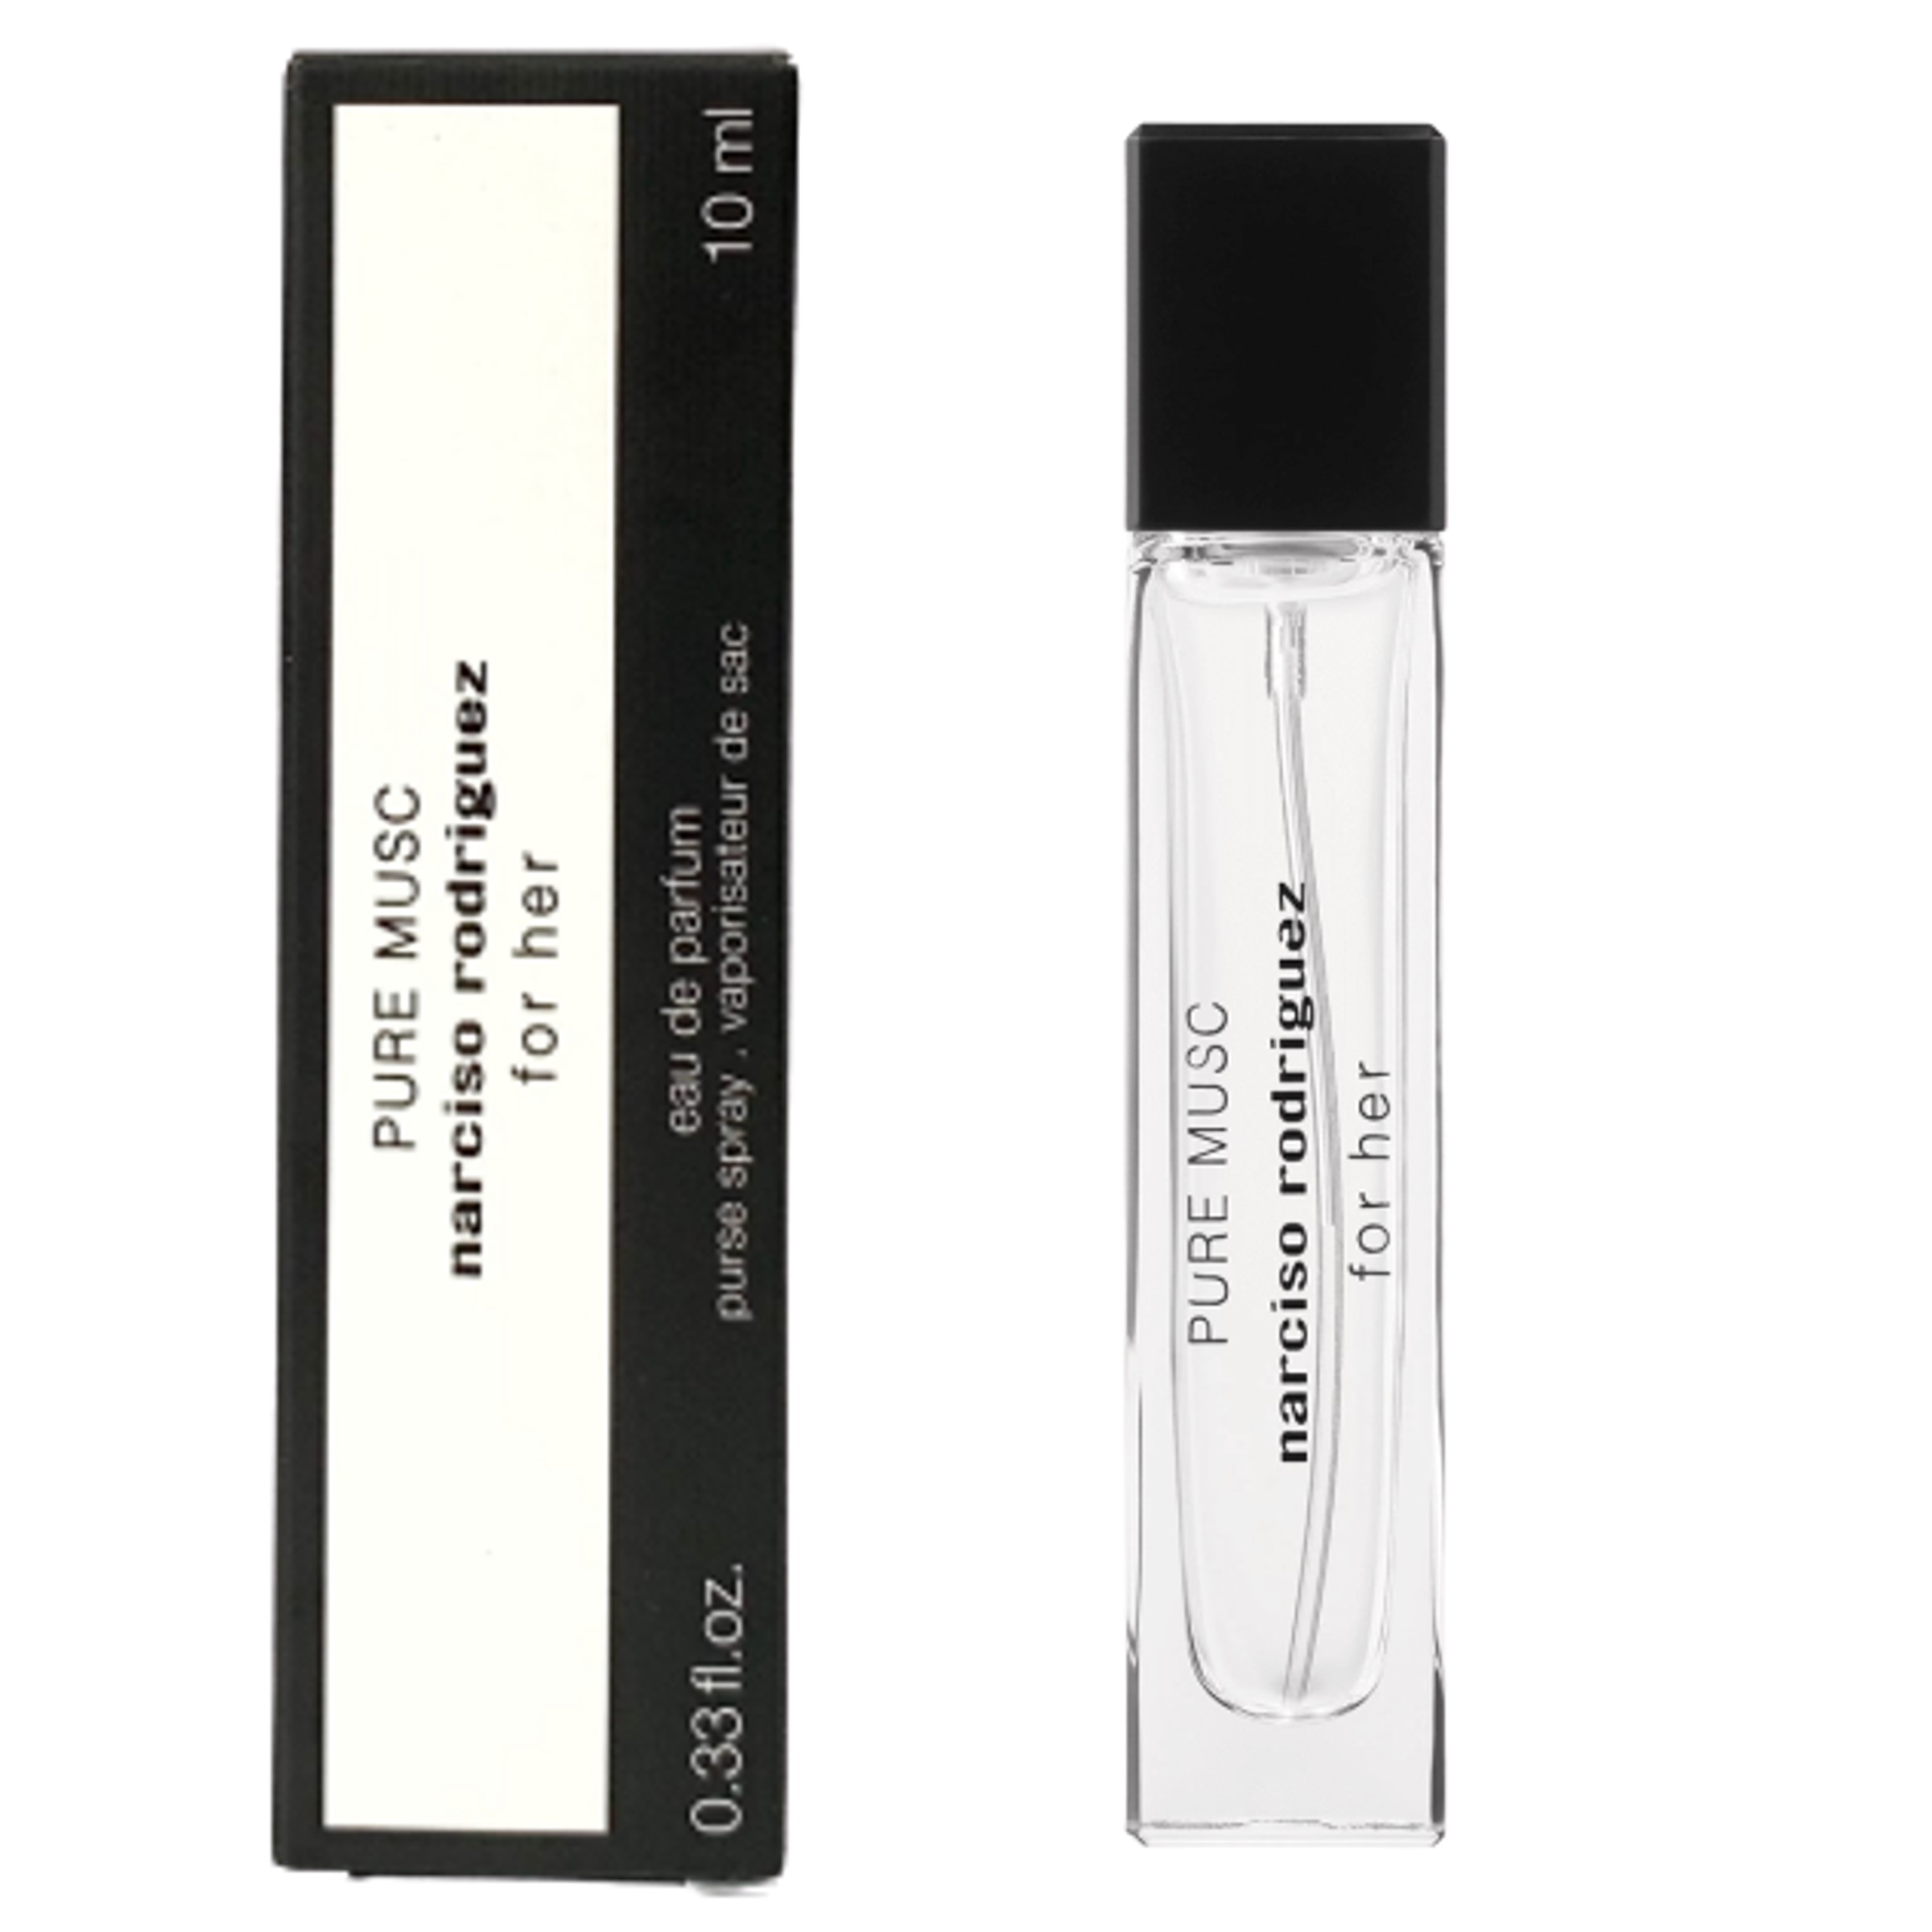 PURE MUSC
narciso rodriguez
for her
0.33 fl.oz.
eau de parfum
purse spray . vaporisateur de sac
10 ml
PURE MUSC
narciso rodriguez
for her